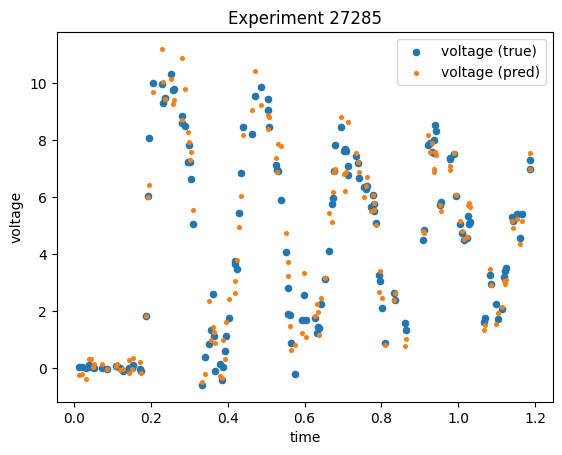 Experiment 27285
voltage (true)
voltage (pred)
10
8
6
4
2
0
voltage
0.0 0.2 0.4 0.6 0.8 1.0 1.2
time